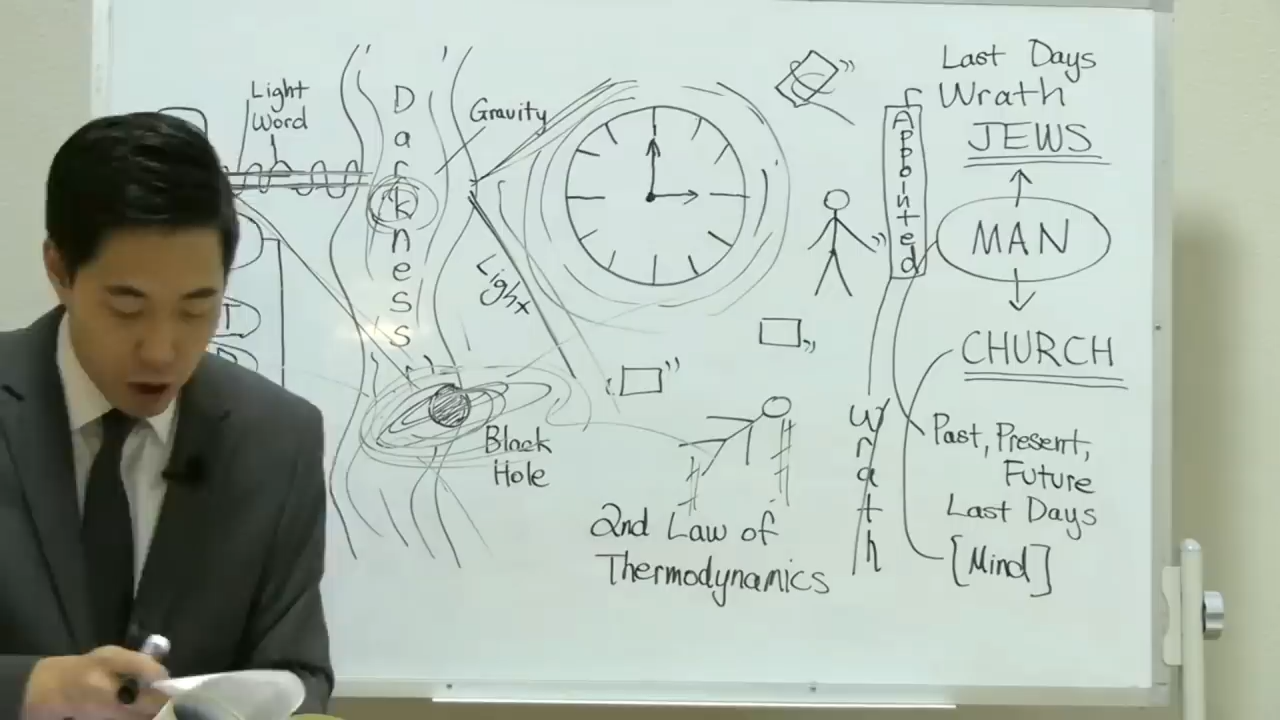 Light
Word
Darkness
Gravity
Light
Black
Hole
2nd Law of
Thermodynamics
Wrath
Appointed
Last Days
Wrath
JEWS
MAN
CHURCH
Past, Present,
Future
Last Days
[Mind]